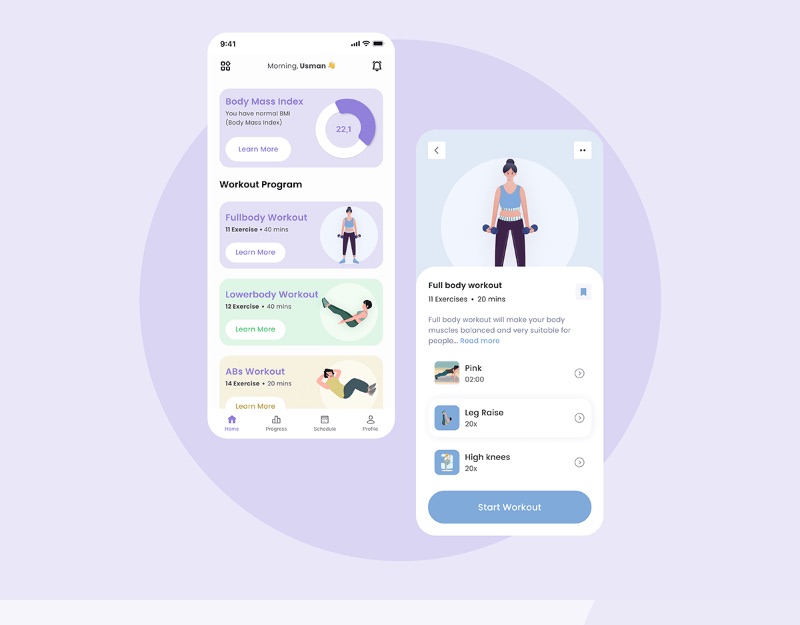 9:41
Morning, Usman 👋
Body Mass Index
You have normal BMI
(Body Mass Index)
22,1
Learn More
Workout Program
Fullbody Workout
11 Exercise • 40 mins
Learn More
Lowerbody Workout
12 Exercise • 40 mins
Learn More
ABs Workout
14 Exercise • 20 mins
Learn More
Home
Progress
Schedule
Profile
Full body workout
11 Exercises • 20 mins
Full body workout will make your body
muscles balanced and very suitable for
people... Read more
Pink
02:00
Leg Raise
20x
High knees
20x
Start Workout